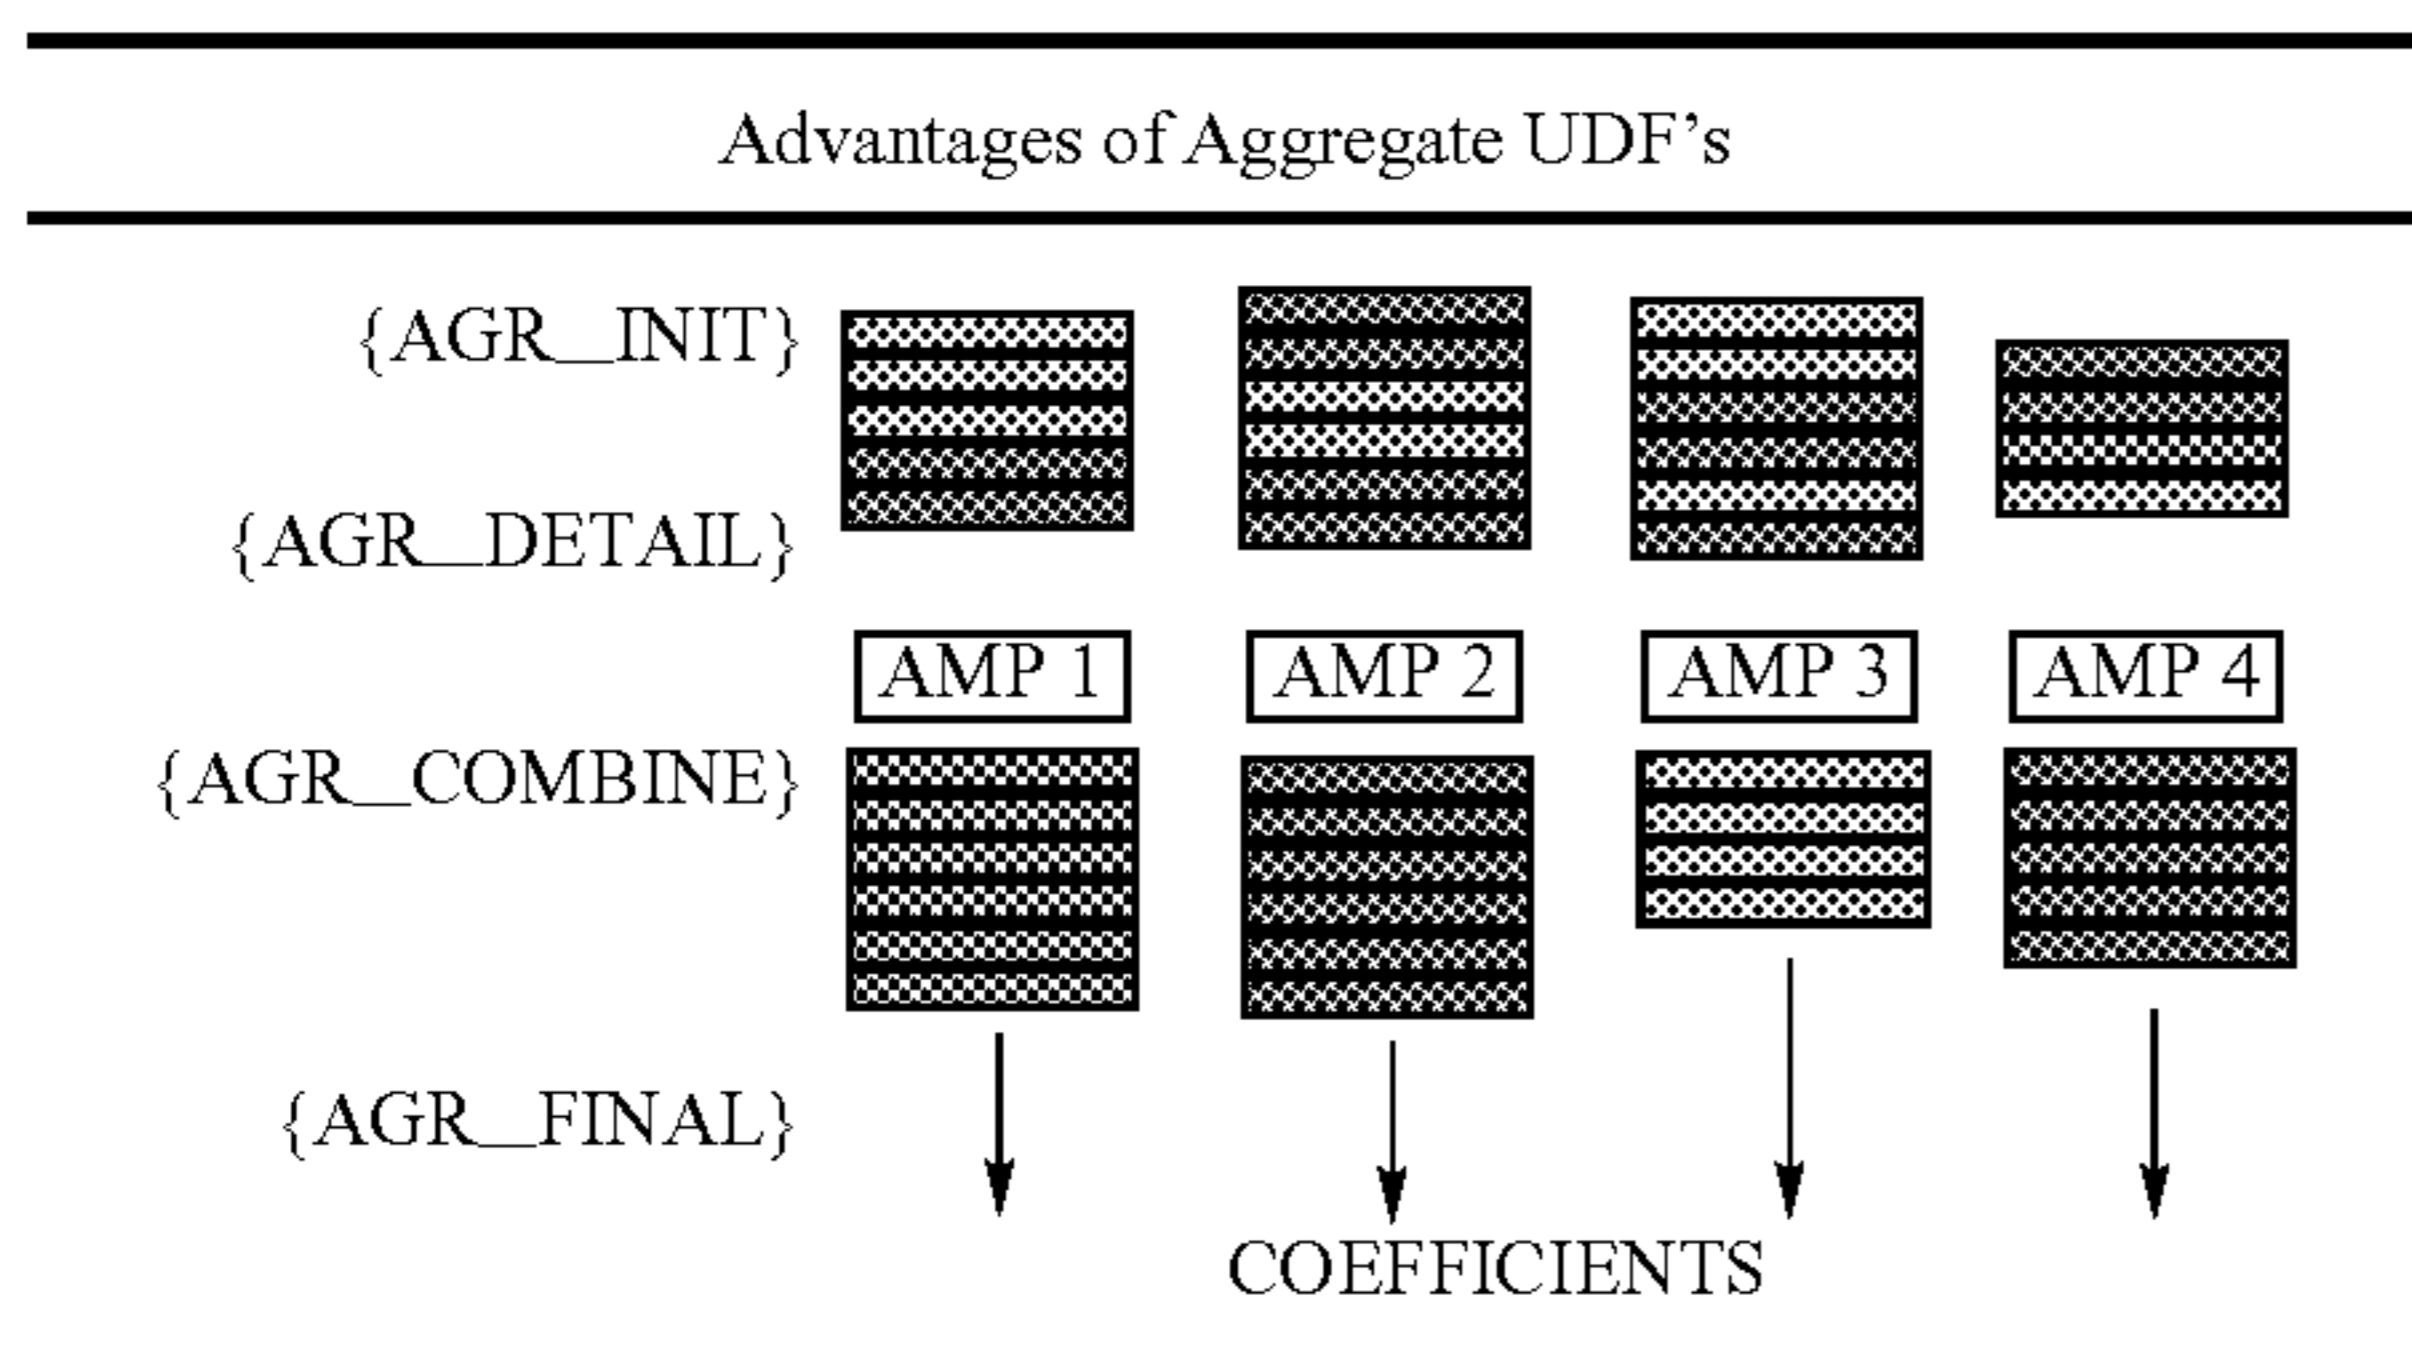 Advantages of Aggregate UDF’s
{AGR_INIT}
{AGR_DETAIL}
AMP 1 AMP 2 AMP 3 AMP 4
{AGR_COMBINE}
{AGR_FINAL}
COEFFICIENTS